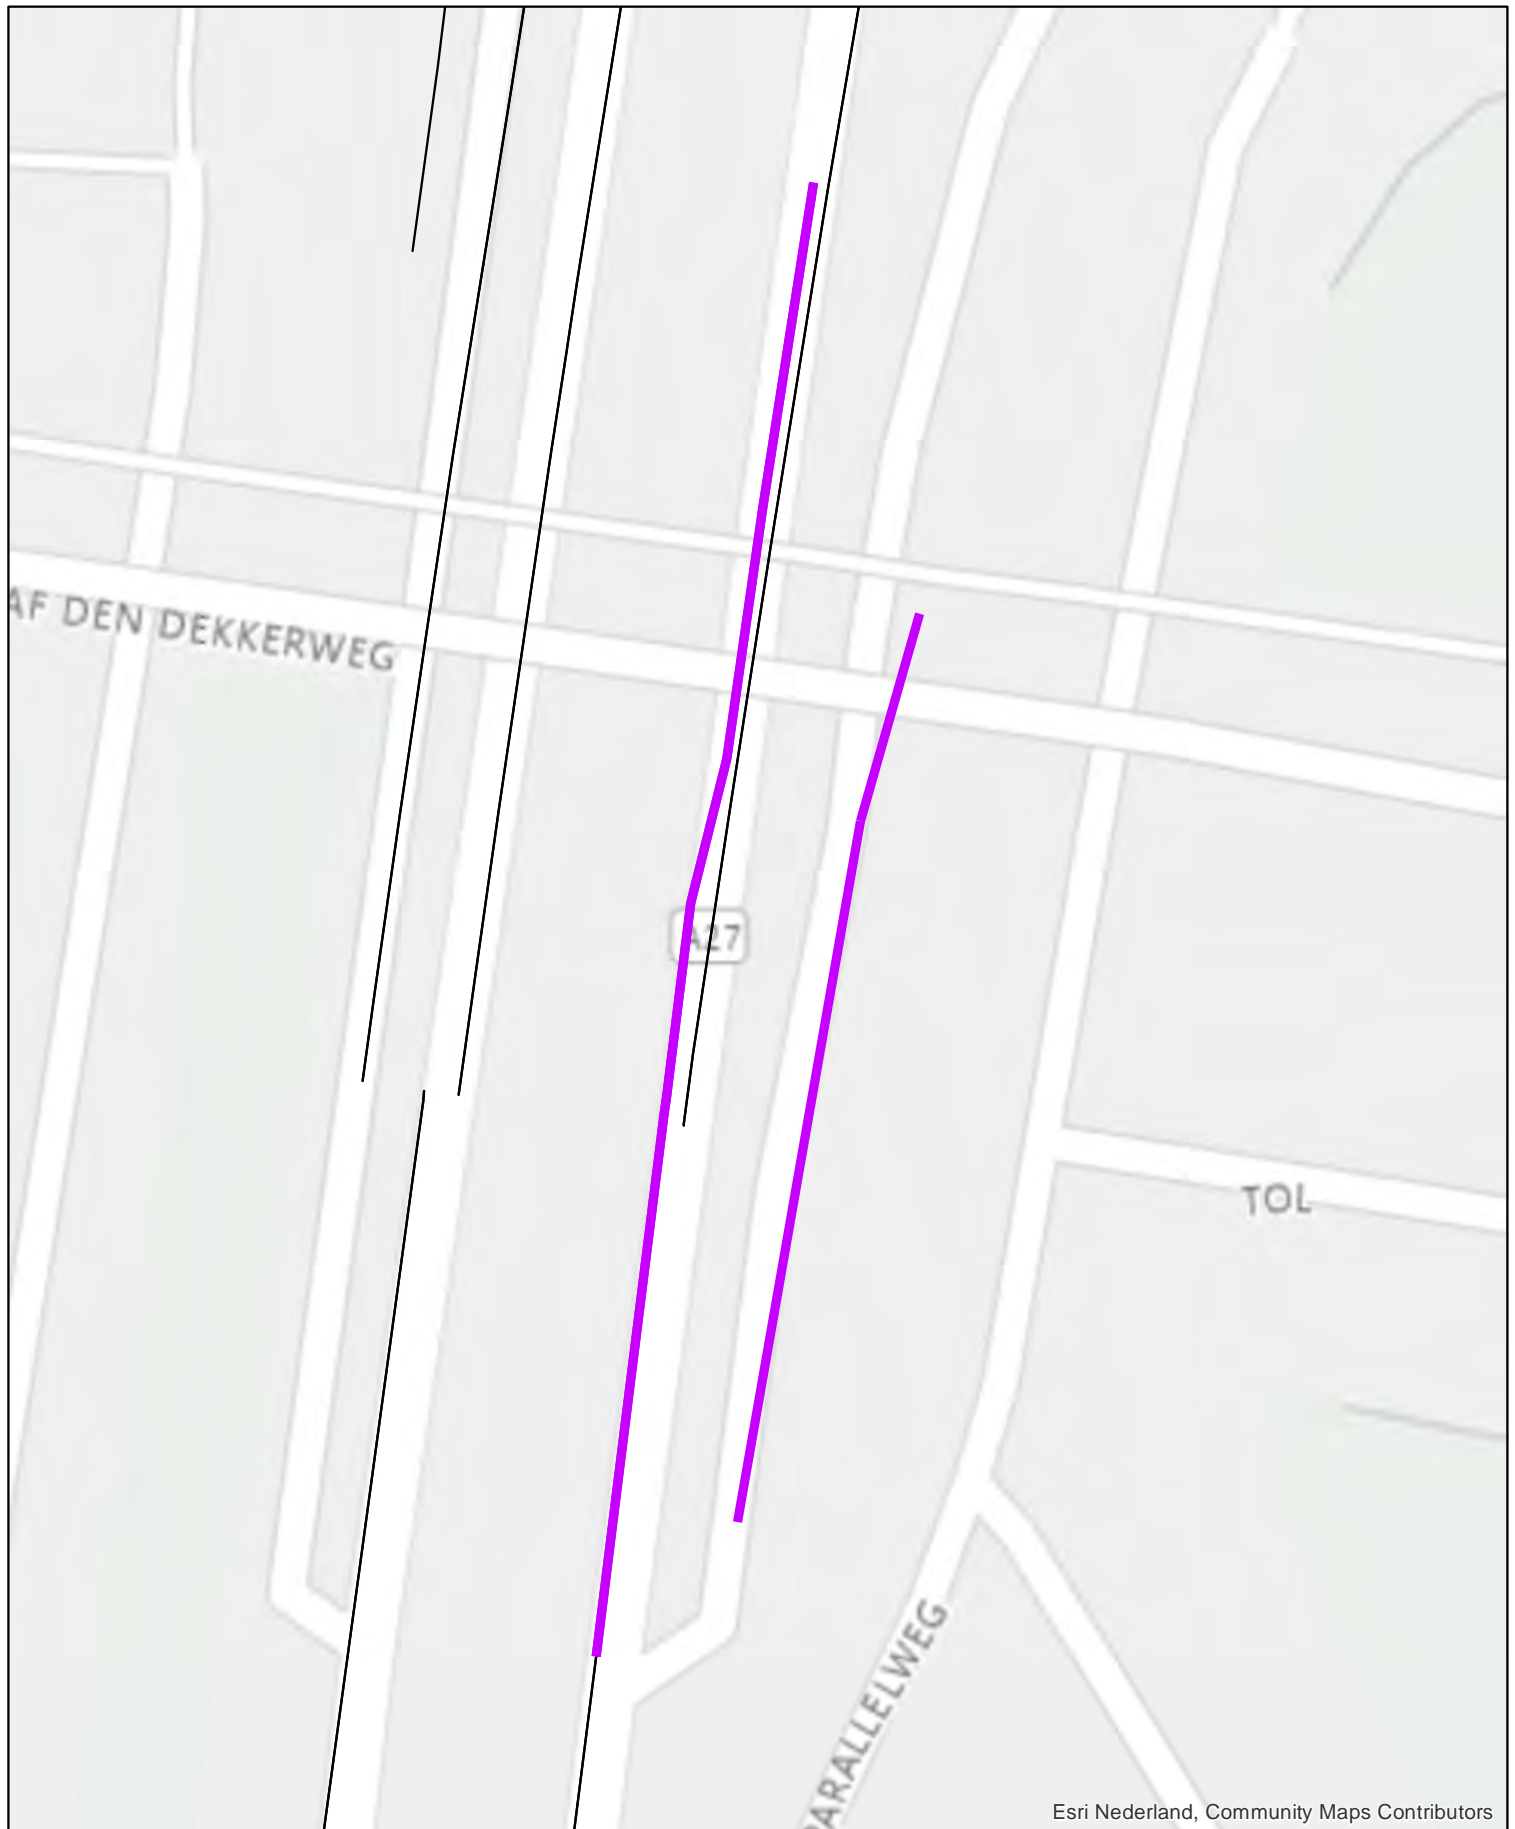 AF DEN DEKKERWEG
A27
TOL
PARALLELWEG
Esri Nederland, Community Maps Contributors